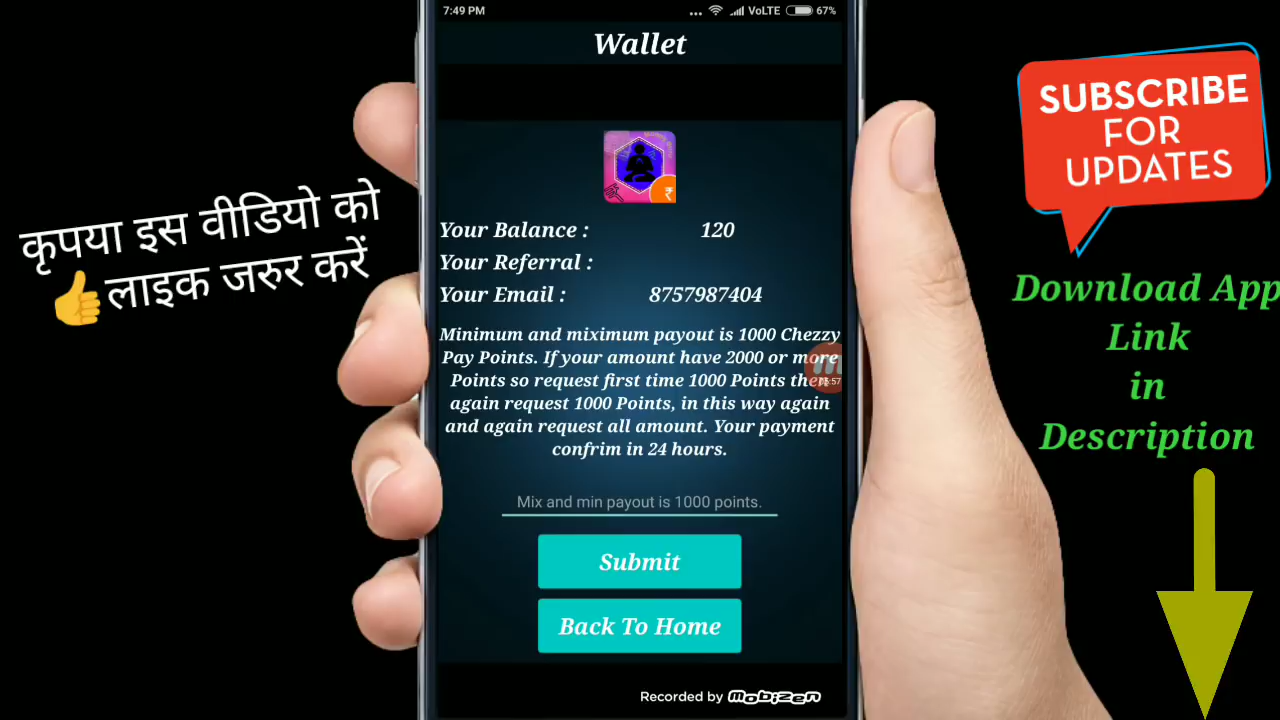 7:49 PM
... VoLTE 67%
Wallet
SUBSCRIBE
FOR
UPDATES
कृपया इस वीडियो को
👍लाइक जरुर करें
Your Balance : 120
Your Referral :
Your Email : 8757987404
Minimum and miximum payout is 1000 Chezzy
Pay Points. If your amount have 2000 or more
Points so request first time 1000 Points then
again request 1000 Points, in this way again
and again request all amount. Your payment
confrim in 24 hours.
Mix and min payout is 1000 points.
Submit
Back To Home
Download App
Link
in
Description
Recorded by mobizen